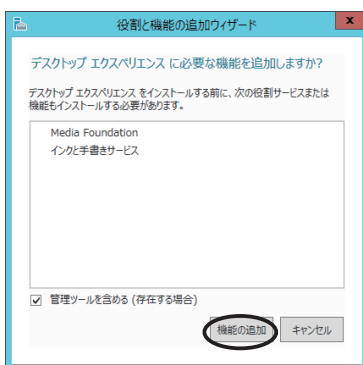 役割と機能の追加ウィザード
x
デスクトップ エクスペリエンス に必要な機能を追加しますか?
デスクトップ エクスペリエンス をインストールする前に、次の役割サービスまたは
機能もインストールする必要があります。
Media Foundation
インクと手書きサービス
管理ツールを含める (存在する場合)
機能の追加
キャンセル